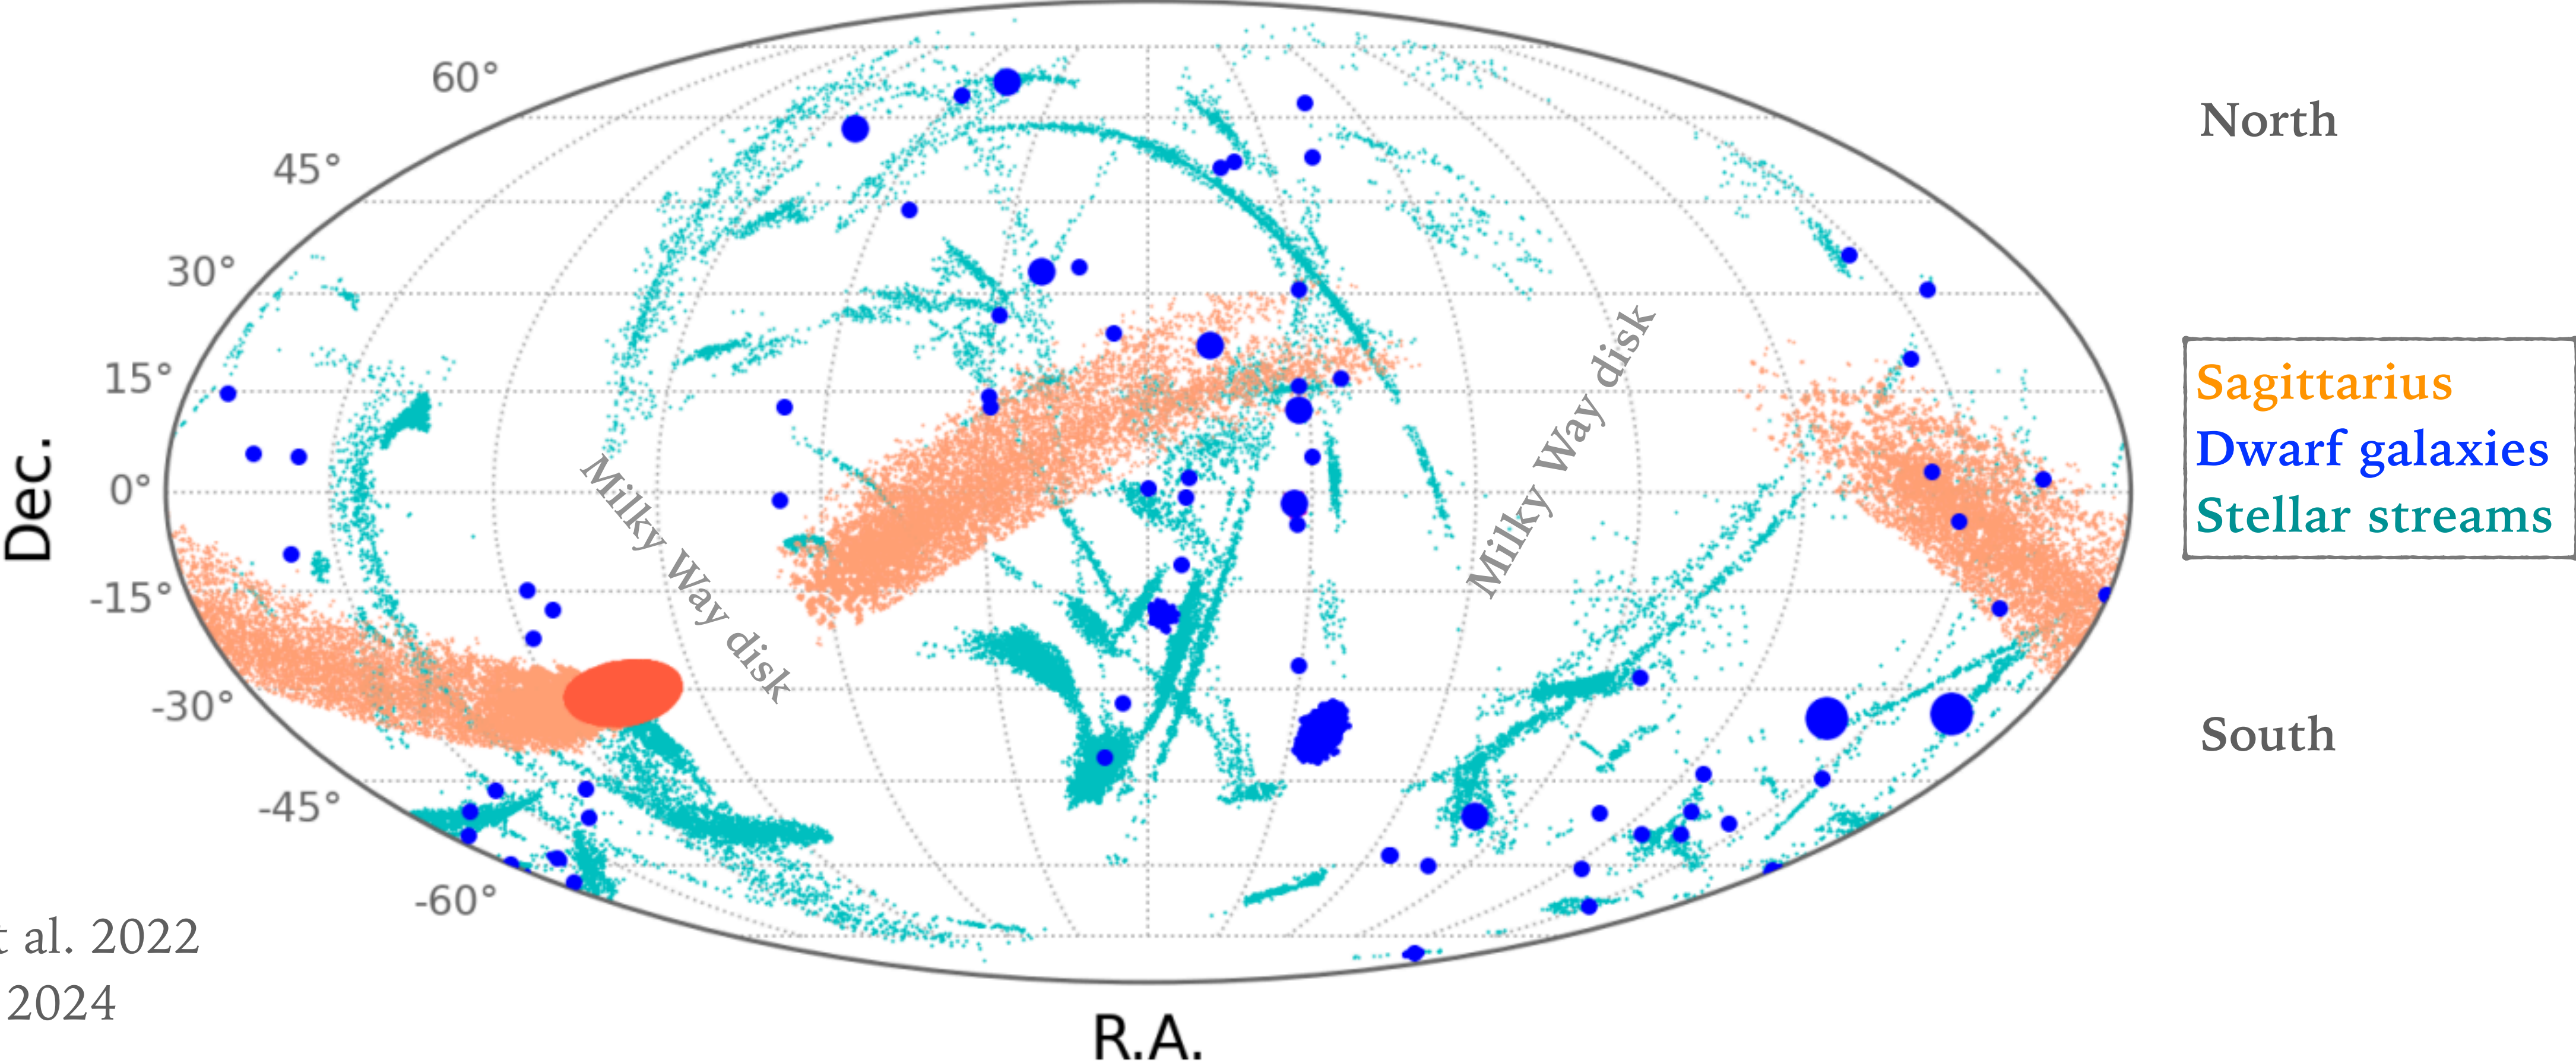 60°
45°
30°
15°
0°
-15°
-30°
-45°
-60°
Dec.
R.A.
Milky Way disk
Milky Way disk
North
Sagittarius
Dwarf galaxies
Stellar streams
South
t al. 2022
2024